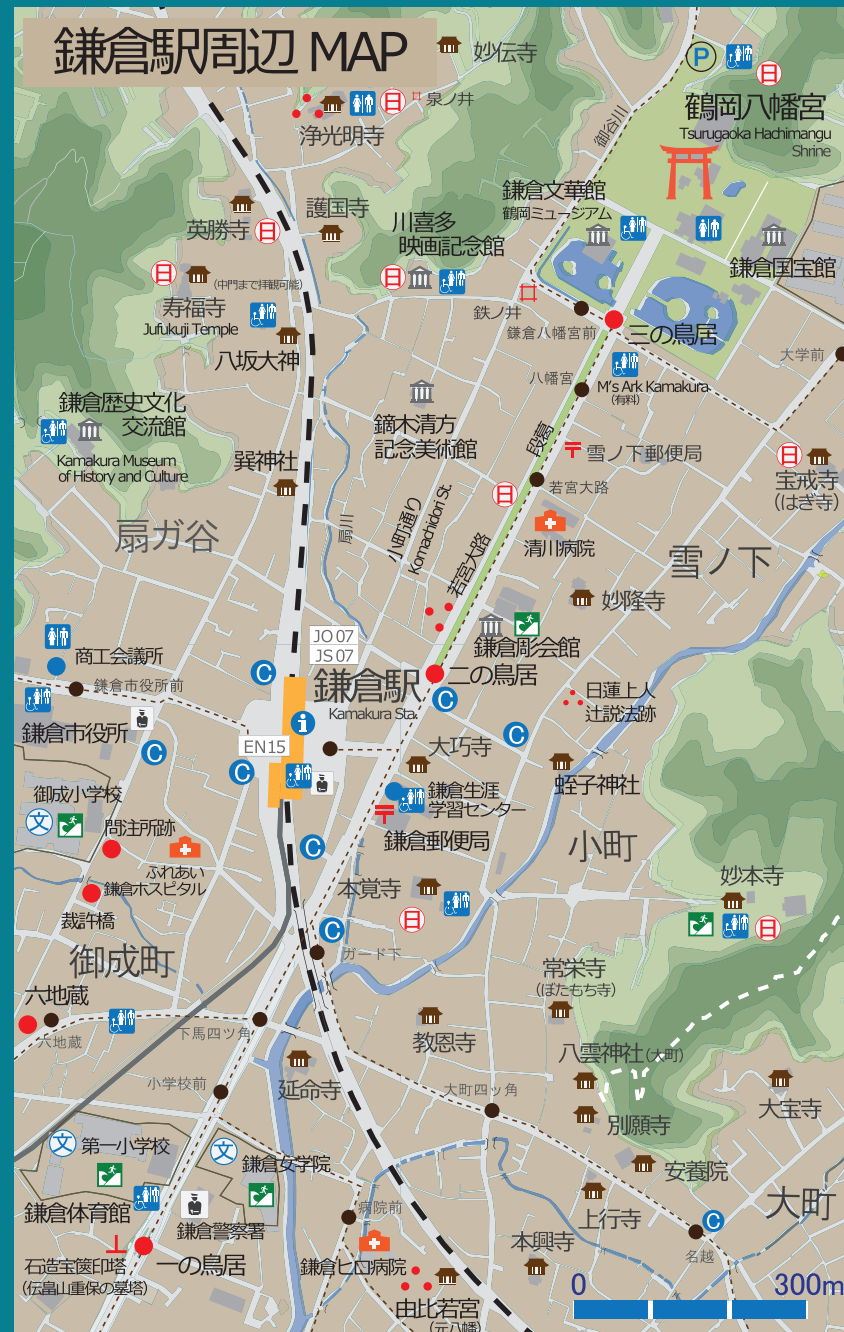 鎌倉駅周辺 MAP
妙伝寺
P
日
鶴岡八幡宮
Tsurugaoka Hachimangu
Shrine
日
泉ノ井
浄光明寺
御谷川
鎌倉文華館
鶴岡ミュージアム
護国寺
川喜多
映画記念館
英勝寺
日
鎌倉国宝館
日
(中門まで拝観可能)
寿福寺
Jufukuji Temple
日
鉄ノ井
鎌倉八幡宮前
三の鳥居
八坂大神
大学前
八幡宮
M's Ark Kamakura
(有料)
鎌倉歴史文化
交流館
Kamakura Museum
of History and Culture
鏑木清方
記念美術館
段葛
雪ノ下郵便局
巽神社
日
宝戒寺
(はぎ寺)
日
若宮大路
扇ガ谷
扇川
小町通り
Komachidori St.
若宮大路
清川病院
雪ノ下
妙隆寺
JO 07
JS 07
鎌倉彫会館
商工会議所
鎌倉市役所前
C
鎌倉駅
Kamakura Sta.
二の鳥居
C
日蓮上人
辻説法跡
鎌倉市役所
C
i
EN15
C
C
大巧寺
蛭子神社
御成小学校
文
鎌倉生涯
学習センター
鎌倉郵便局
問注所跡
ふれあい
鎌倉ホスピタル
C
小町
裁許橋
本覚寺
日
妙本寺
日
C
ガード下
御成町
常栄寺
(ぼたもち寺)
六地蔵
六地蔵
下馬四ツ角
教恩寺
八雲神社(大町)
小学校前
延命寺
大町四ッ角
大宝寺
別願寺
文
第一小学校
文
鎌倉女学院
安養院
鎌倉体育館
鎌倉警察署
病院前
上行寺
大町
C
名越
石造宝篋印塔
(伝畠山重保の墓塔)
一の鳥居
鎌倉ヒロ病院
本興寺
由比若宮
(元八幡)
0
300m